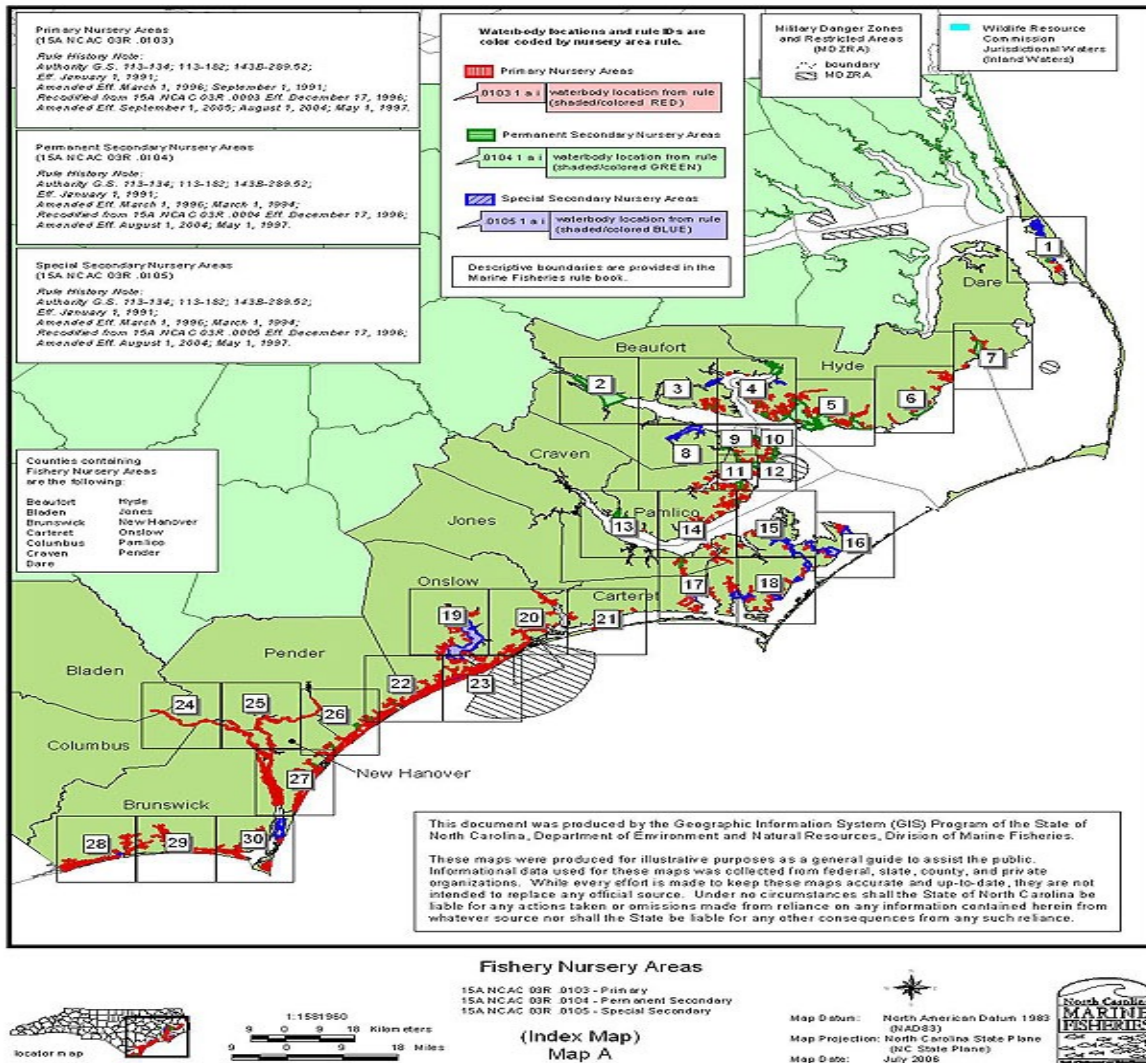 Primary Nursery Areas
(15A NCAC 03R .0103)
Rule History Note:
Authority G.S. 113-134; 113-182; 143B-289.52;
Eff. January 1, 1991;
Amended Eff. March 1, 1996; September 1, 1991;
Recodified from 15A NCAC 03R .0003 Eff. December 17, 1996;
Amended Eff. September 1, 2005; August 1, 2004; May 1, 1997.
Permanent Secondary Nursery Areas
(15A NCAC 03R .0104)
Rule History Note:
Authority G.S. 113-134; 113-182; 143B-289.52;
Eff. January 1, 1991;
Amended Eff. March 1, 1996; March 1, 1994;
Recodified from 15A NCAC 03R .0004 Eff. December 17, 1996;
Amended Eff. August 1, 2004; May 1, 1997.
Special Secondary Nursery Areas
(15A NCAC 03R .0105)
Rule History Note:
Authority G.S. 113-134; 113-182; 143B-289.52;
Eff. January 1, 1991;
Amended Eff. March 1, 1996; March 1, 1994;
Recodified from 15A NCAC 03R .0005 Eff. December 17, 1996;
Amended Eff. August 1, 2004; May 1, 1997.
Waterbody locations and rule IDs are
color coded by nursery area rule.
Primary Nursery Areas
.0103 1 a i waterbody location from rule
(shaded/colored RED)
Permanent Secondary Nursery Areas
.0104 1 a i waterbody location from rule
(shaded/colored GREEN)
Special Secondary Nursery Areas
.0105 1 a i waterbody location from rule
(shaded/colored BLUE)
Descriptive boundaries are provided in the
Marine Fisheries rule book.
Military Danger Zones
and Restricted Areas
(MDZRA)
boundary
MDZRA
Wildlife Resource
Commission
Jurisdictional Waters
(Inland Waters)
1
Dare
Beaufort
Hyde
7
2
3
4
5
6
Craven
8
9
10
11
12
Counties containing
Fishery Nursery Areas
are the following:
Beaufort Hyde
Bladen Jones
Brunswick New Hanover
Carteret Onslow
Columbus Pamlico
Craven Pender
Dare
Jones
Pamlico
13
14
15
16
Onslow
Carteret
17
18
19
20
21
Bladen
Pender
22
23
24
25
26
Columbus
New Hanover
27
Brunswick
28
29
30
This document was produced by the Geographic Information System (GIS) Program of the State of
North Carolina, Department of Environment and Natural Resources, Division of Marine Fisheries.
These maps were produced for illustrative purposes as a general guide to assist the public.
Informational data used for these maps was collected from federal, state, county, and private
organizations. While every effort is made to keep these maps accurate and up-to-date, they are not
intended to replace any official source. Under no circumstances shall the State of North Carolina be
liable for any actions taken or omissions made from reliance on any information contained herein from
whatever source nor shall the State be liable for any other consequences from any such reliance.
locator map
1:1581960
9 0 9 18 Kilometers
9 0 9 18 Miles
Fishery Nursery Areas
15A NCAC 03R .0103 - Primary
15A NCAC 03R .0104 - Permanent Secondary
15A NCAC 03R .0105 - Special Secondary
(Index Map)
Map A
Map Datum: North American Datum 1983
(NAD83)
Map Projection: North Carolina State Plane
(NC State Plane)
Map Date: July 2006
North Carolina
MARINE
FISHERIES